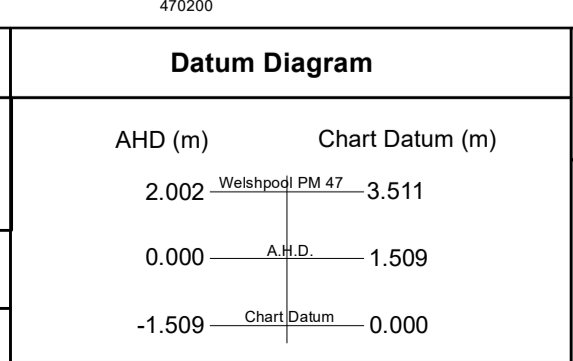 470200
Datum Diagram
AHD (m) Chart Datum (m)
2.002 Welshpool PM 47 3.511
0.000 A.H.D. 1.509
-1.509 Chart Datum 0.000